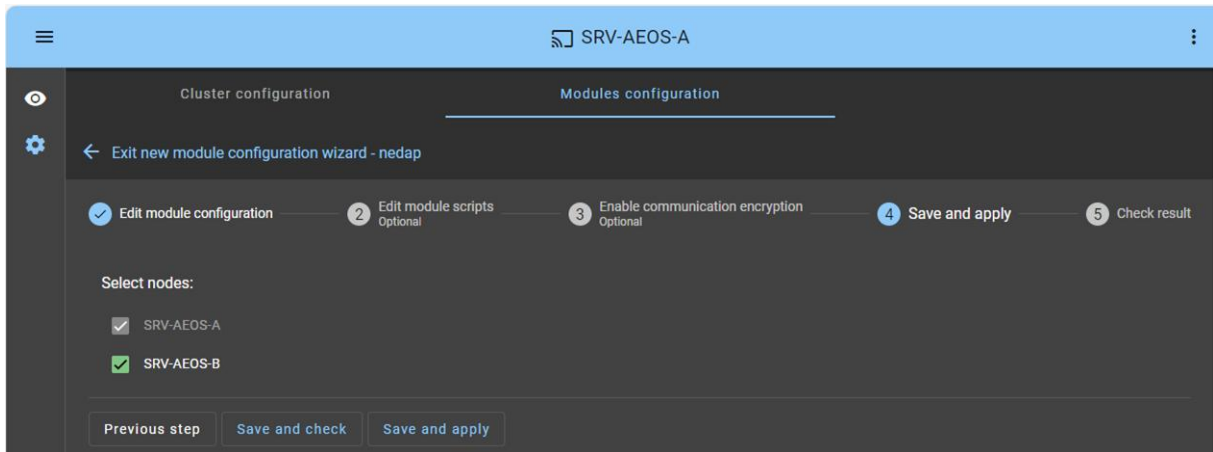 SRV-AEOS-A
Cluster configuration
Modules configuration
Exit new module configuration wizard - nedap
Edit module configuration
2
Edit module scripts
Optional
3
Enable communication encryption
Optional
4
Save and apply
5
Check result
Select nodes:
SRV-AEOS-A
SRV-AEOS-B
Previous step
Save and check
Save and apply